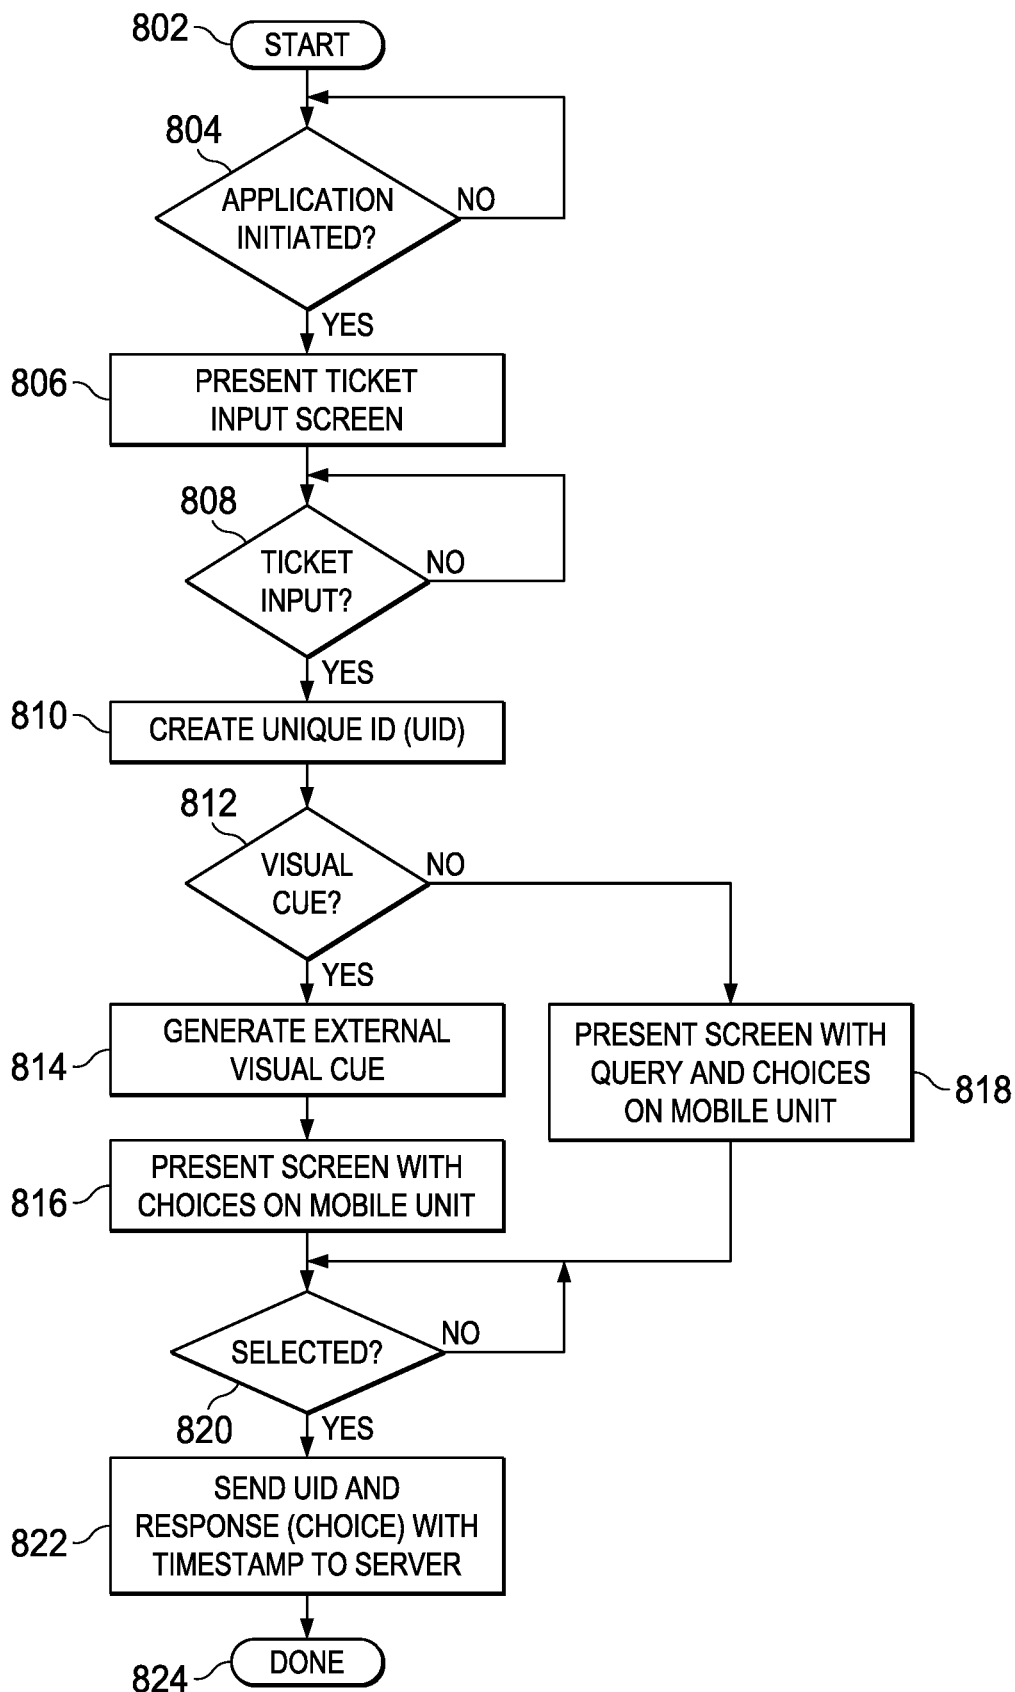 802
START
804
APPLICATION
INITIATED?
NO
YES
806
PRESENT TICKET
INPUT SCREEN
808
TICKET
INPUT?
NO
YES
810
CREATE UNIQUE ID (UID)
812
VISUAL
CUE?
NO
YES
814
GENERATE EXTERNAL
VISUAL CUE
PRESENT SCREEN WITH
QUERY AND CHOICES
ON MOBILE UNIT
818
816
PRESENT SCREEN WITH
CHOICES ON MOBILE UNIT
SELECTED?
NO
820
YES
822
SEND UID AND
RESPONSE (CHOICE) WITH
TIMESTAMP TO SERVER
824
DONE